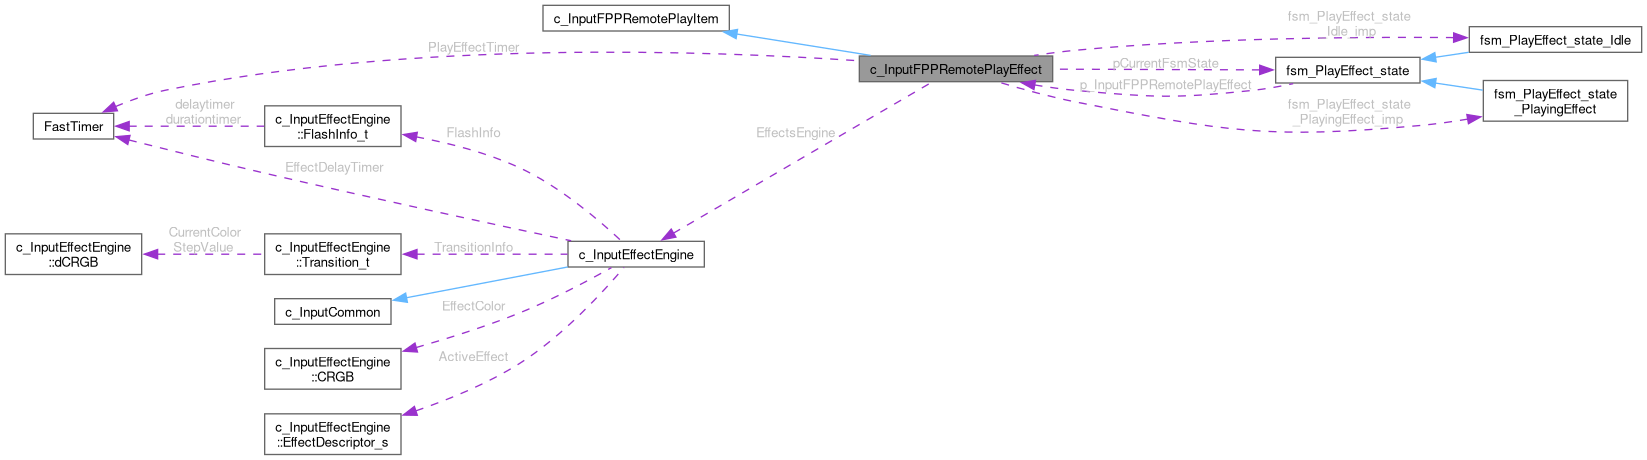 c_InputFPPRemotePlayItem
fsm_PlayEffect_state
_Idle_imp
fsm_PlayEffect_state_Idle
PlayEffectTimer
c_InputFPPRemotePlayEffect
pCurrentFsmState
fsm_PlayEffect_state
p_InputFPPRemotePlayEffect
fsm_PlayEffect_state
_PlayingEffect
fsm_PlayEffect_state
_PlayingEffect_imp
delaytimer
durationtimer
FastTimer
c_InputEffectEngine
::FlashInfo_t
FlashInfo
EffectsEngine
EffectDelayTimer
CurrentColor
StepValue
c_InputEffectEngine
::dCRGB
c_InputEffectEngine
::Transition_t
TransitionInfo
c_InputEffectEngine
c_InputCommon
EffectColor
c_InputEffectEngine
::CRGB
ActiveEffect
c_InputEffectEngine
::EffectDescriptor_s